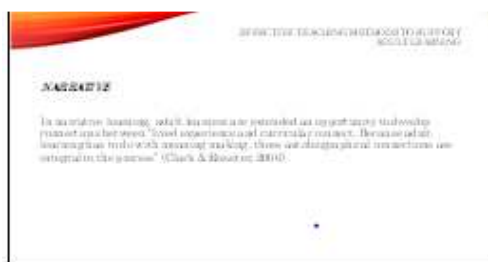 EFFECTIVE TEACHING METHODS TO SUPPORT
ADULT LEARNING
NARRATIVE
In narrative learning, adult learners are extended an opportunity to develop
connections between "lived experience and curricular content. Because adult
learning has to do with meaning making, these autobiographical connections are
integral to the process" (Clark & Rossiter, 2008).